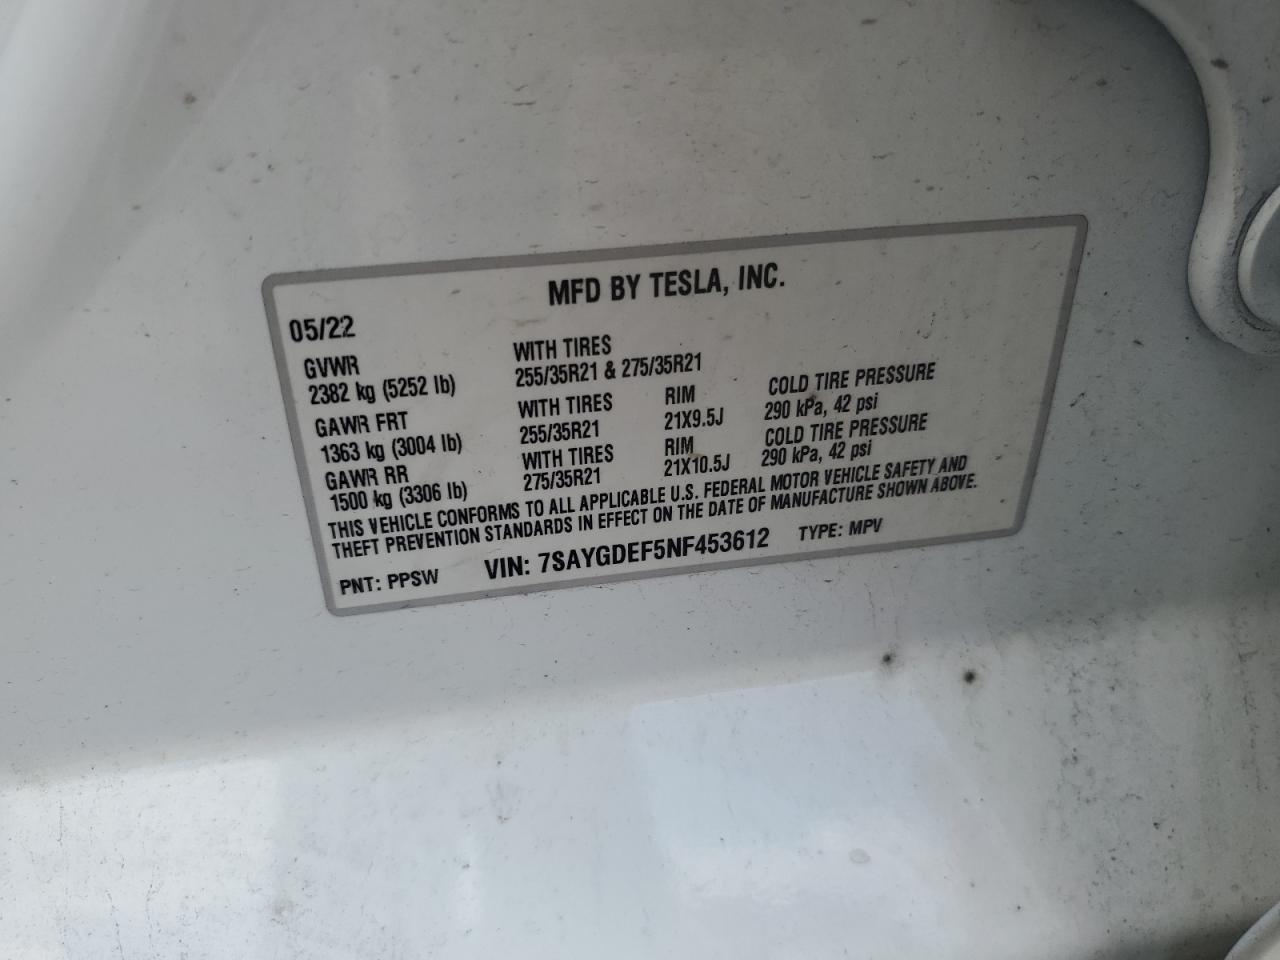 MFD BY TESLA, INC.
05/22
GVWR WITH TIRES
2382 kg (5252 lb) 255/35R21 & 275/35R21
GAWR FRT WITH TIRES RIM COLD TIRE PRESSURE
1363 kg (3004 lb) 255/35R21 21X9.5J 290 kPa, 42 psi
GAWR RR WITH TIRES RIM COLD TIRE PRESSURE
1500 kg (3306 lb) 275/35R21 21X10.5J 290 kPa, 42 psi
THIS VEHICLE CONFORMS TO ALL APPLICABLE U.S. FEDERAL MOTOR VEHICLE SAFETY AND
THEFT PREVENTION STANDARDS IN EFFECT ON THE DATE OF MANUFACTURE SHOWN ABOVE.
PNT: PPSW VIN: 7SAYGDEF5NF453612 TYPE: MPV